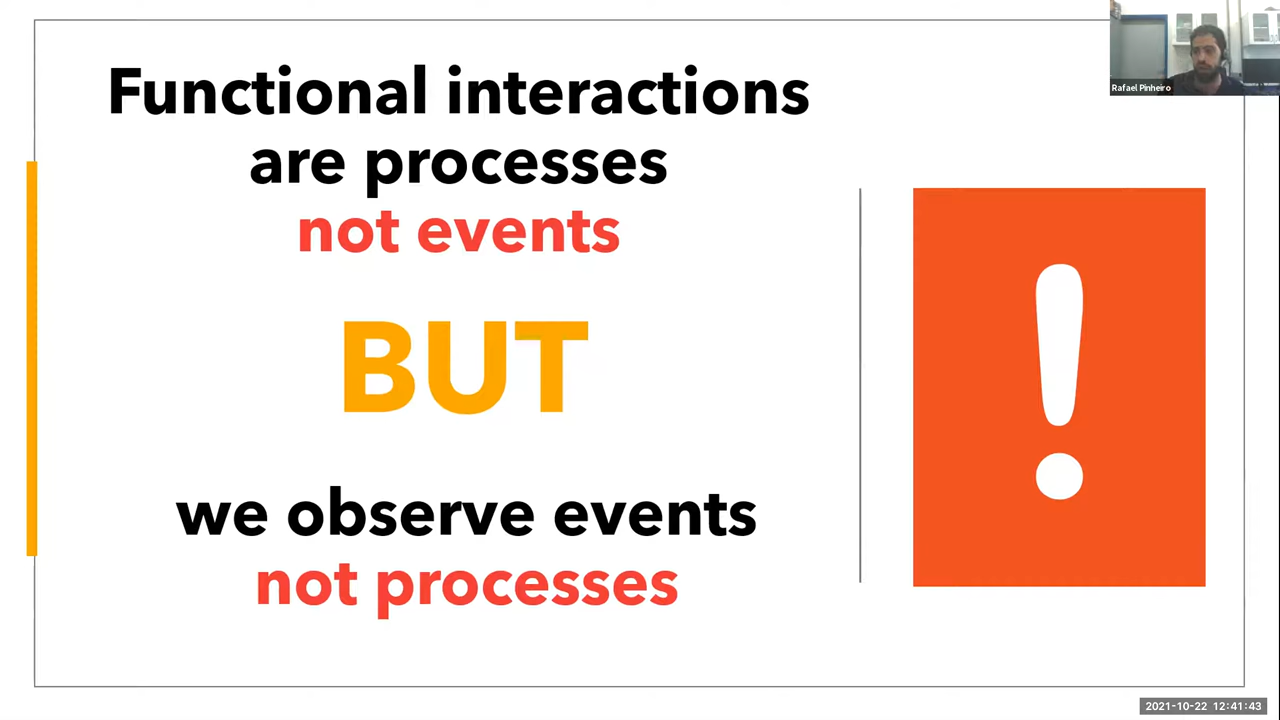 Functional interactions
are processes
not events
BUT
we observe events
not processes
!
Rafael Pinheiro
2021-10-22 12:41:43